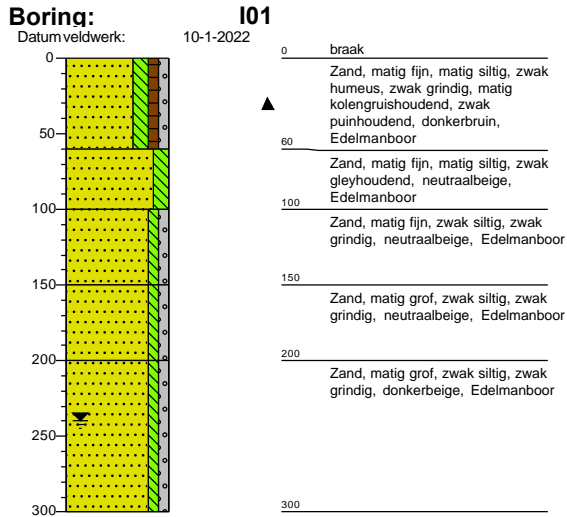 Boring: I01
Datum veldwerk: 10-1-2022
0
50
100
150
200
250
300
0 braak
Zand, matig fijn, matig siltig, zwak
humeus, zwak grindig, matig
kolengruishoudend, zwak
puinhoudend, donkerbruin,
Edelmanboor
60
Zand, matig fijn, matig siltig, zwak
gleyhoudend, neutraalbeige,
Edelmanboor
100
Zand, matig fijn, zwak siltig, zwak
grindig, neutraalbeige, Edelmanboor
150
Zand, matig grof, zwak siltig, zwak
grindig, neutraalbeige, Edelmanboor
200
Zand, matig grof, zwak siltig, zwak
grindig, donkerbeige, Edelmanboor
300